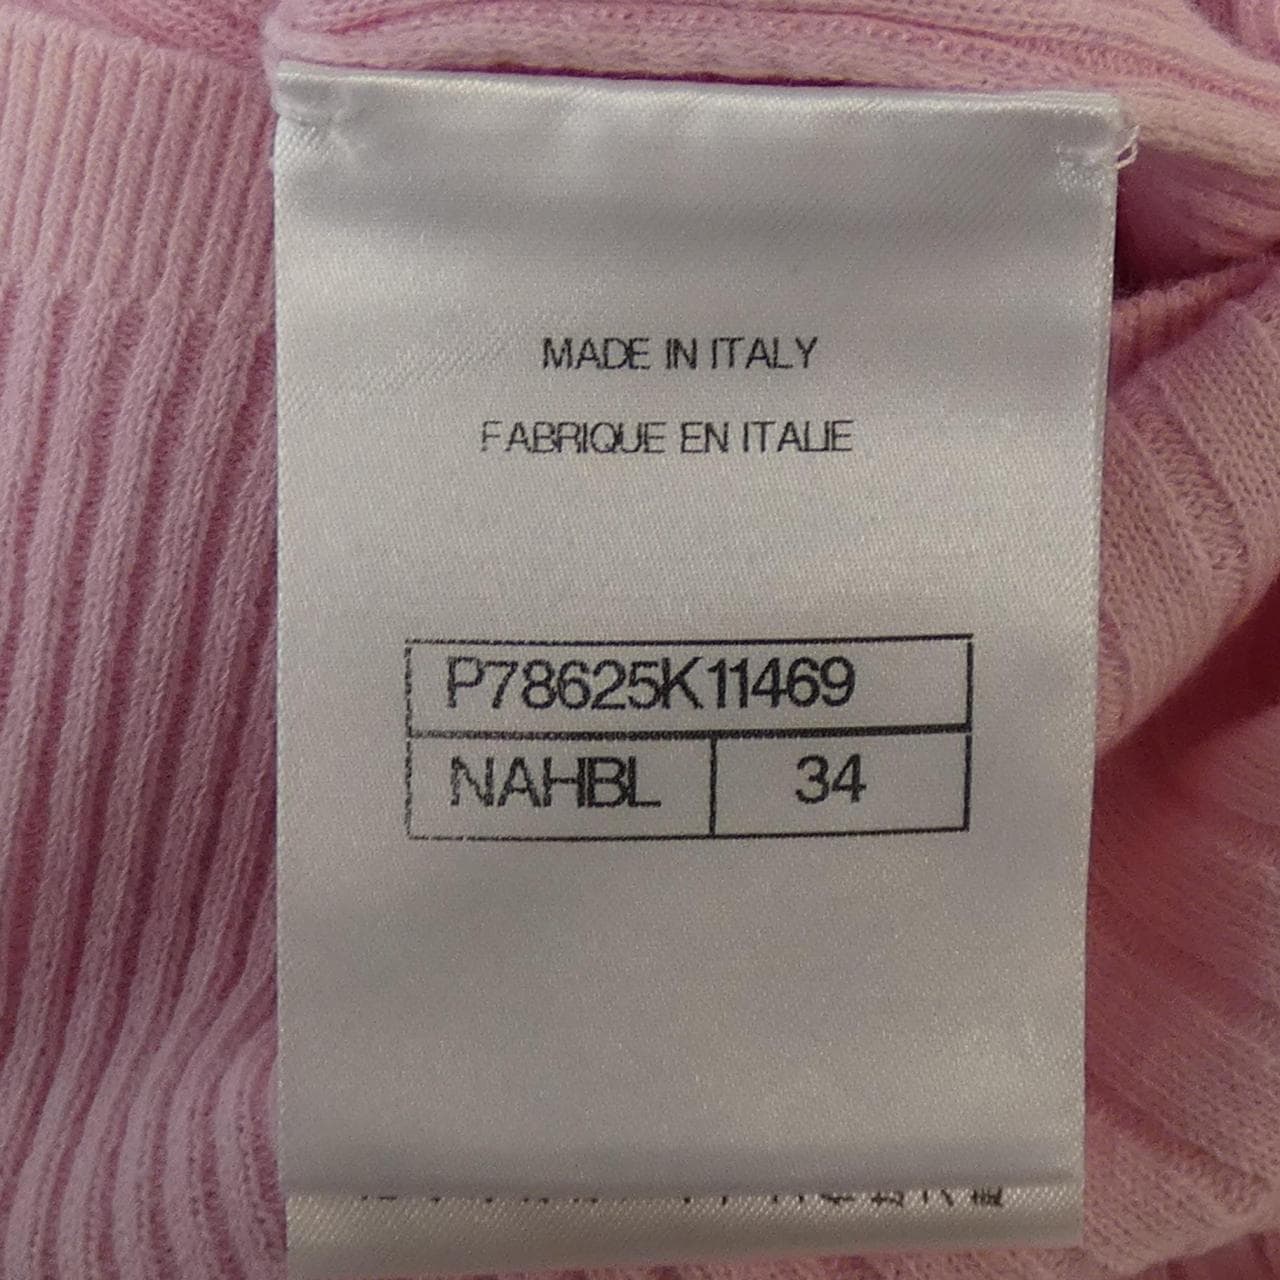 MADE IN ITALY
FABRIQUE EN ITALIE
P78625K11469
NAHBL 34